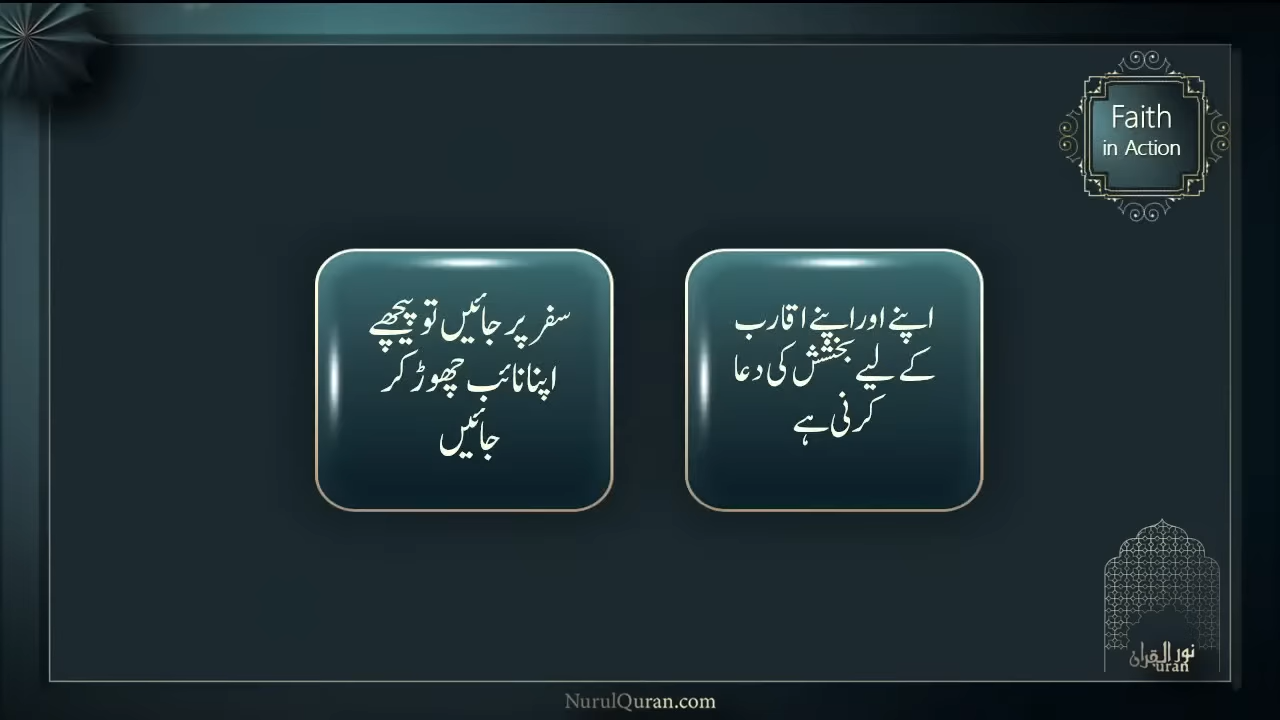 Faith
in Action
اپنے اور اپنے اقارب
کے لیے بخشش کی دعا
کرنی ہے
سفر پر جائیں تو پیچھے
اپنا نائب چھوڑ کر
جائیں
نور القرآن
uran
NurulQuran.com